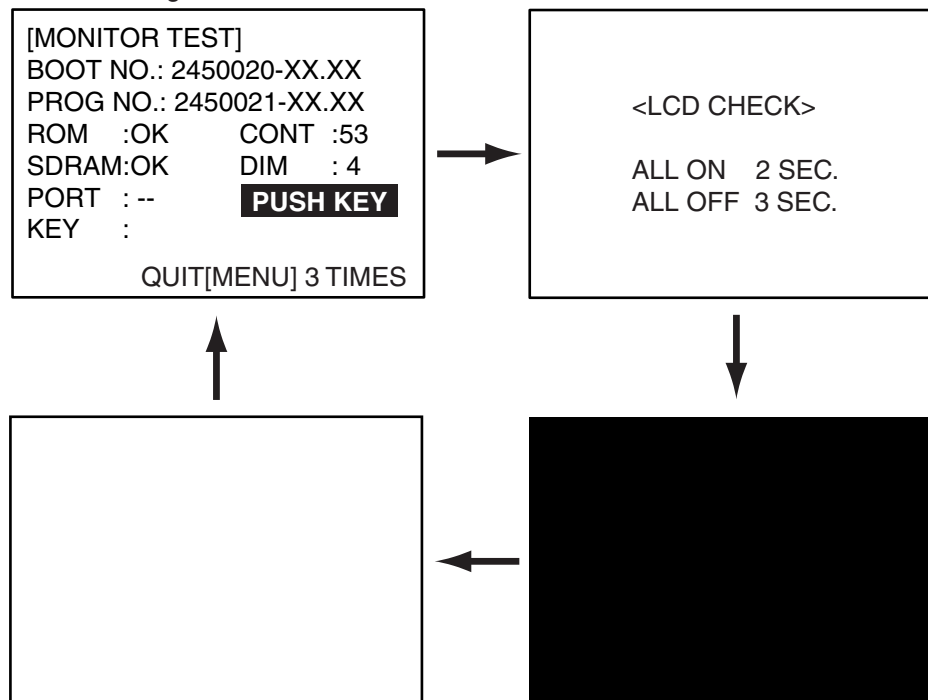 [MONITOR TEST]
BOOT NO.: 2450020-XX.XX
PROG NO.: 2450021-XX.XX
ROM :OK CONT :53
SDRAM:OK DIM : 4
PORT : -- PUSH KEY
KEY :
QUIT[MENU] 3 TIMES
<LCD CHECK>
ALL ON 2 SEC.
ALL OFF 3 SEC.